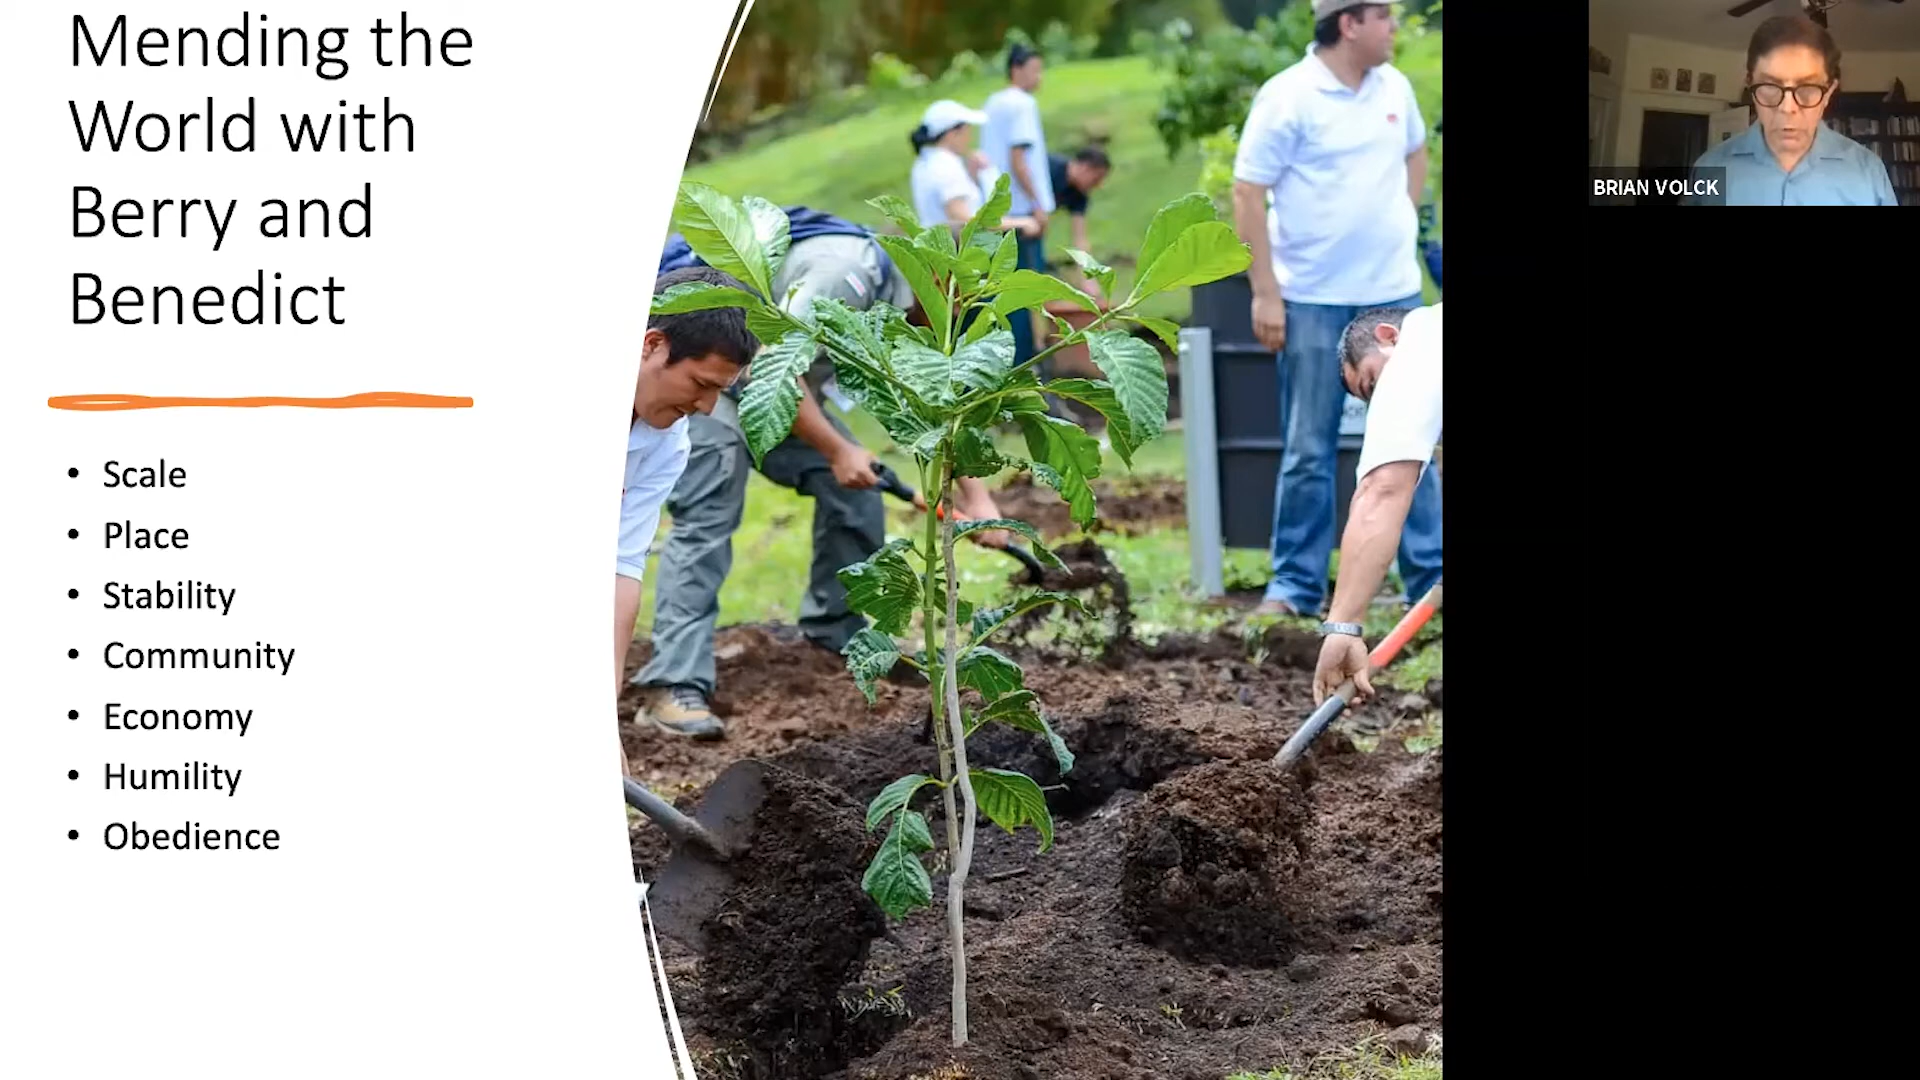 Mending the
World with
Berry and
Benedict
• Scale
• Place
• Stability
• Community
• Economy
• Humility
• Obedience
BRIAN VOLCK